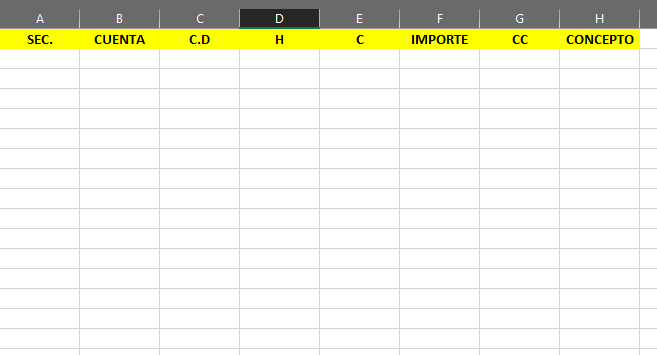 A B C D E F G H
SEC. CUENTA C.D H C IMPORTE CC CONCEPTO